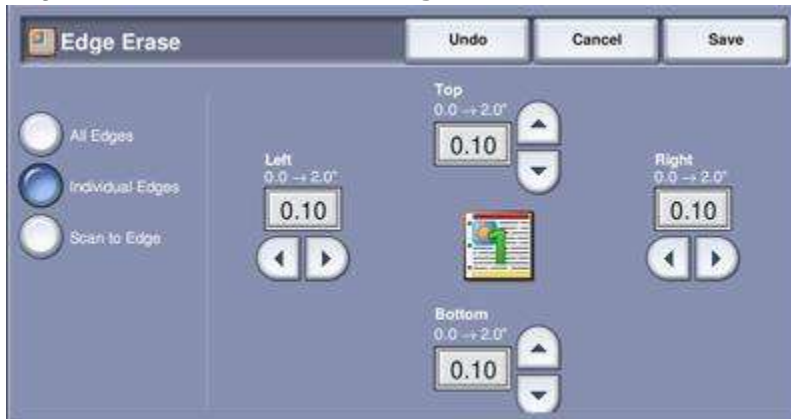 Edge Erase
Undo
Cancel
Save
All Edges
Individual Edges
Scan to Edge
Left
0.0 → 2.0"
0.10
Top
0.0 → 2.0"
0.10
Right
0.0 → 2.0"
0.10
1
Bottom
0.0 → 2.0"
0.10